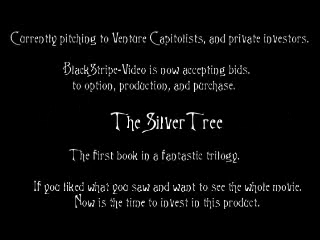 Currently pitching to Venture Capitolists, and private investors.
BlackStripe-Video is now accepting bids.
to option, production, and purchase.
The Silver Tree
The first book in a fantastic trilogy.
If you liked what you saw and want to see the whole movie.
Now is the time to invest in this product.